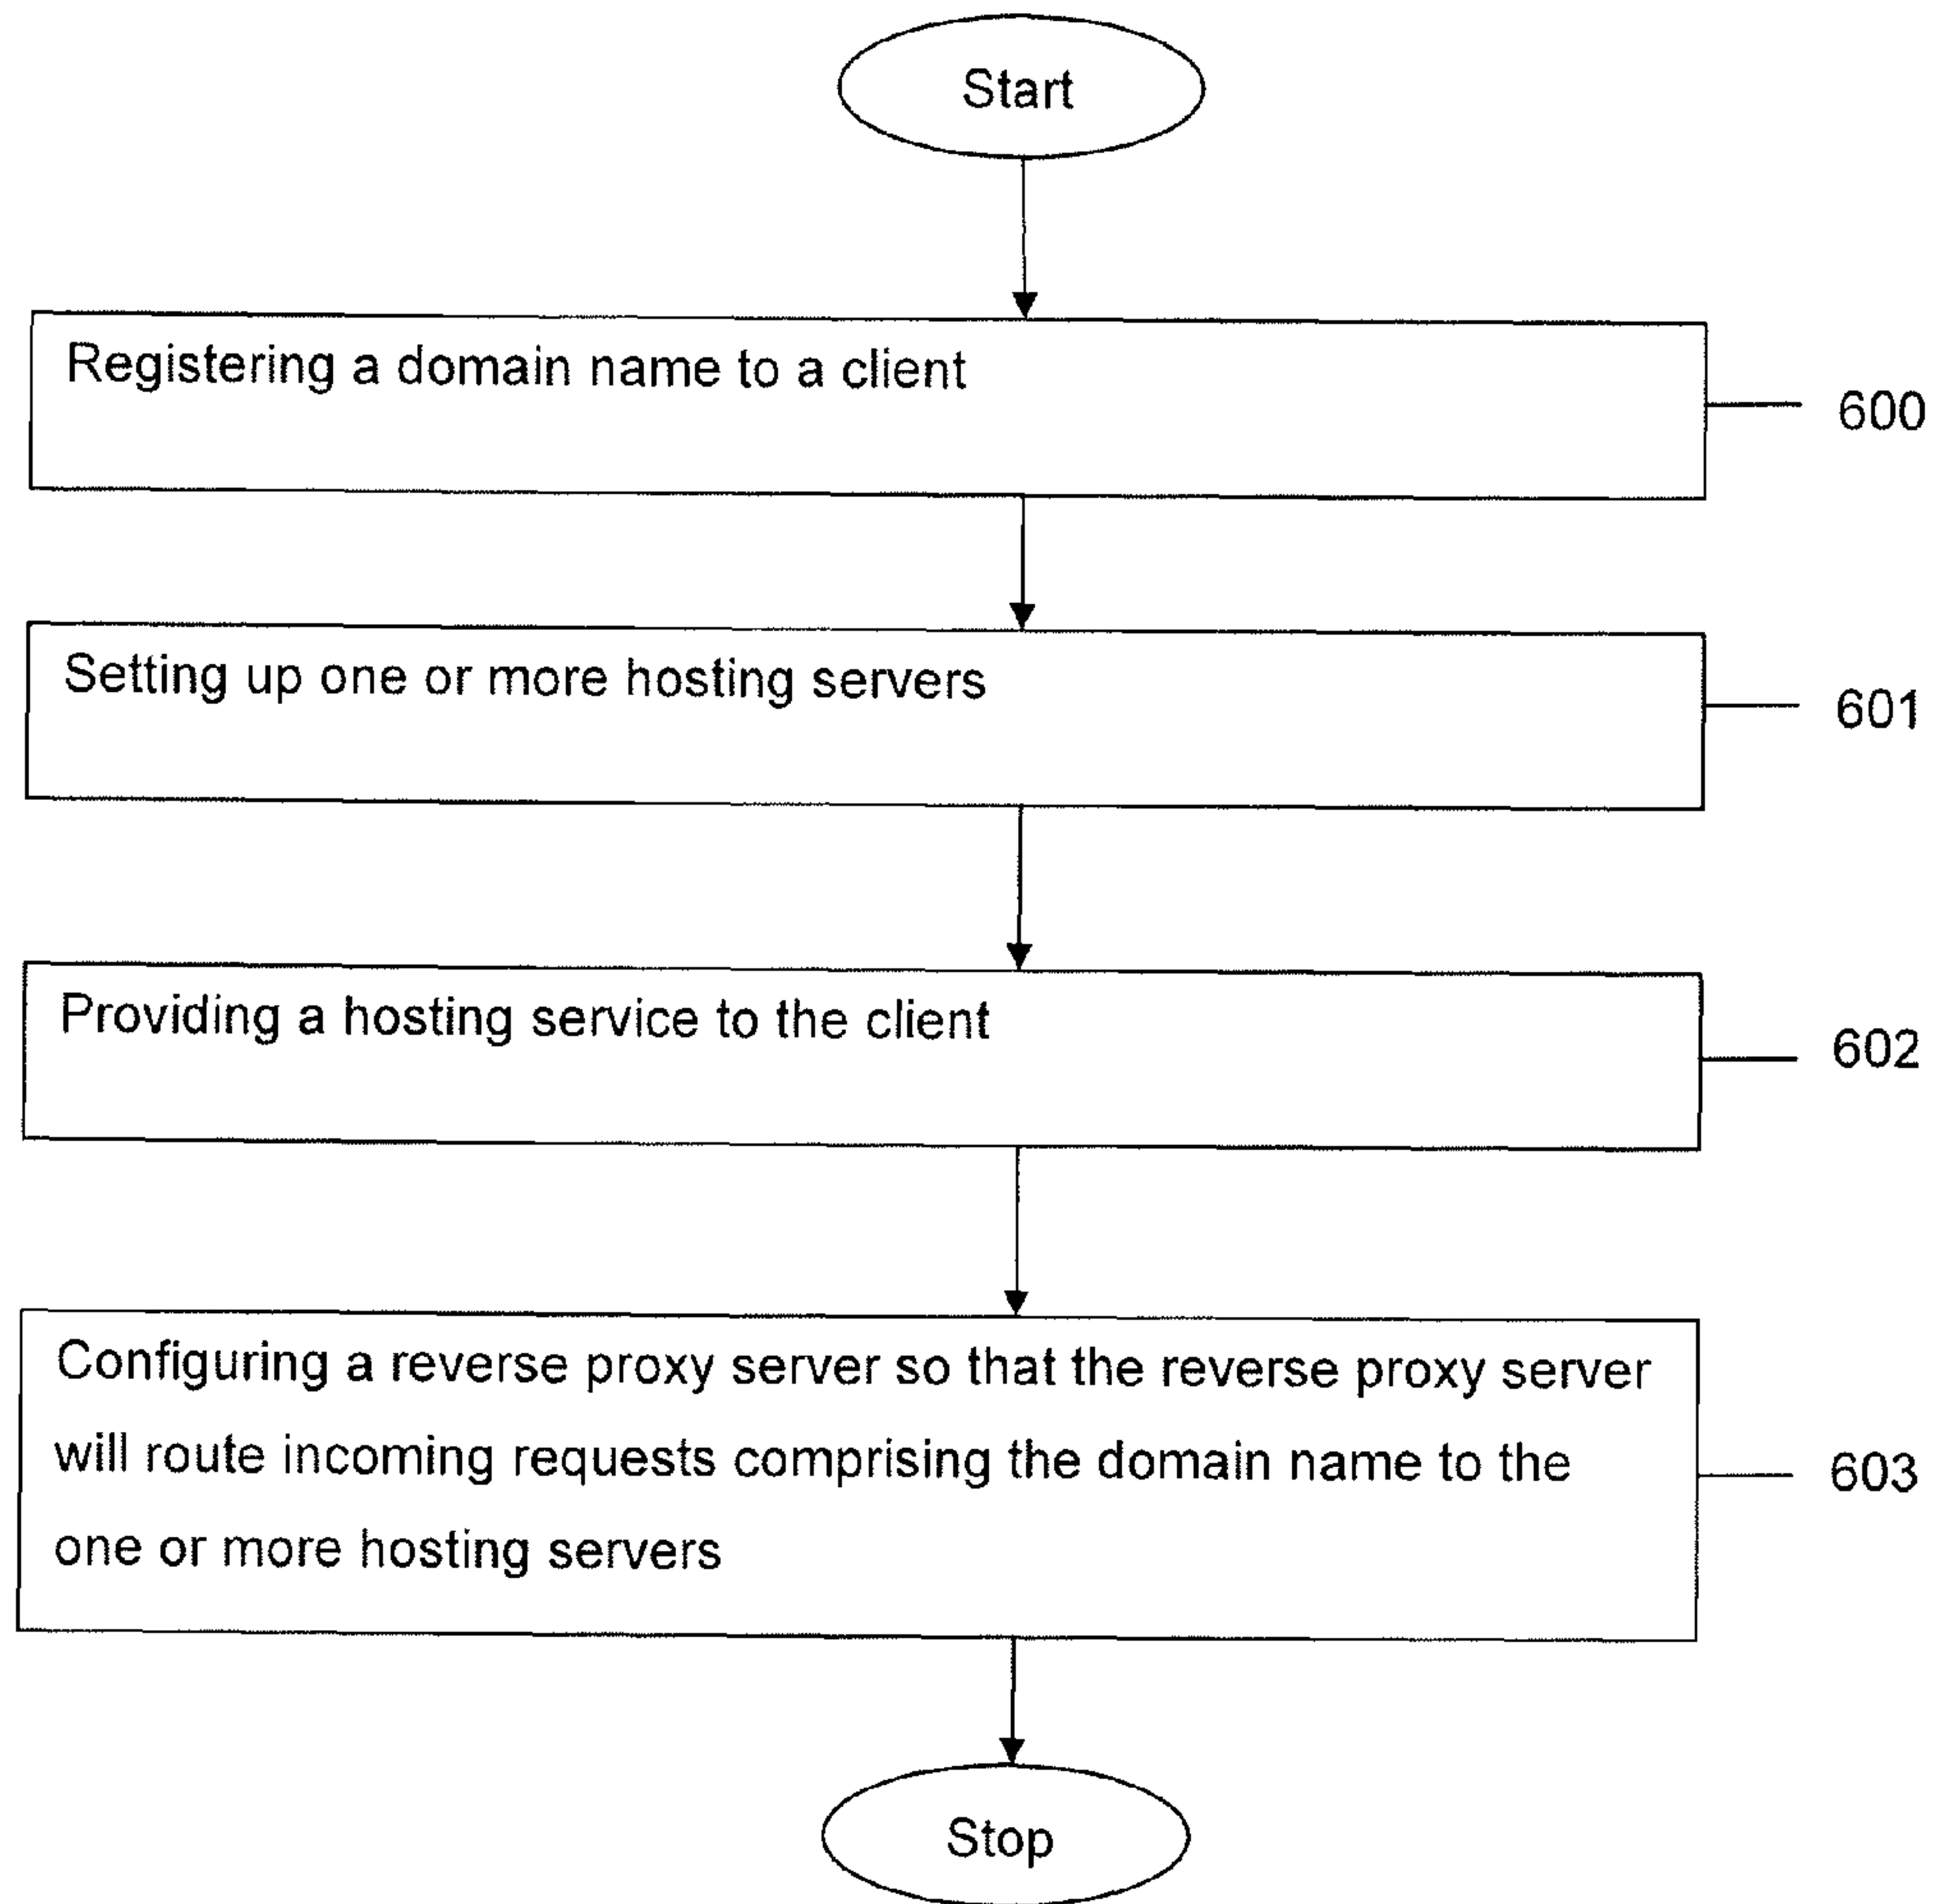 Start
Registering a domain name to a client
600
Setting up one or more hosting servers
601
Providing a hosting service to the client
602
Configuring a reverse proxy server so that the reverse proxy server
will route incoming requests comprising the domain name to the
one or more hosting servers
603
Stop